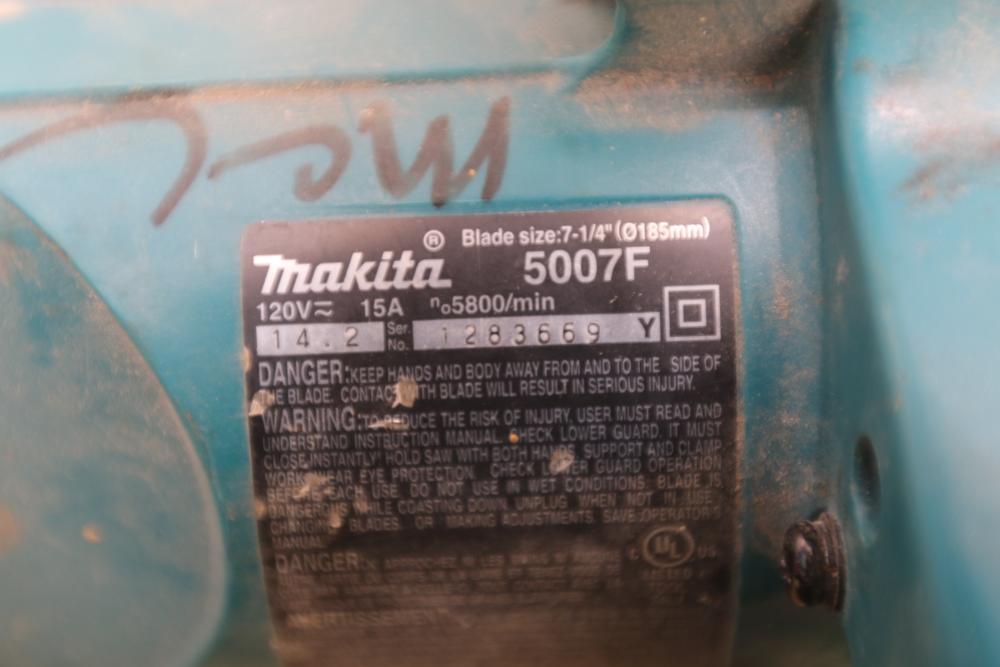 Blade size:7-1/4"(Ø185mm)
makita® 5007F
120V≂ 15A no5800/min
14.2 Ser. No. 1283669 Y
DANGER:KEEP HANDS AND BODY AWAY FROM AND TO THE SIDE OF
THE BLADE. CONTACT WITH BLADE WILL RESULT IN SERIOUS INJURY.
WARNING:TO REDUCE THE RISK OF INJURY. USER MUST READ AND
UNDERSTAND INSTRUCTION MANUAL. CHECK LOWER GUARD. IT MUST
CLOSE INSTANTLY! HOLD SAW WITH BOTH HANDS. SUPPORT AND CLAMP
WORK. WEAR EYE PROTECTION. CHECK LOWER GUARD OPERATION
BEFORE EACH USE. DO NOT USE IN WET CONDITIONS. BLADE IS
DANGEROUS WHILE COASTING DOWN. UNPLUG WHEN NOT IN USE,
CHANGING BLADES, OR MAKING ADJUSTMENTS. SAVE OPERATOR'S
MANUAL.
C UL US
LISTED
DANGER:
AVERTISSEMENT